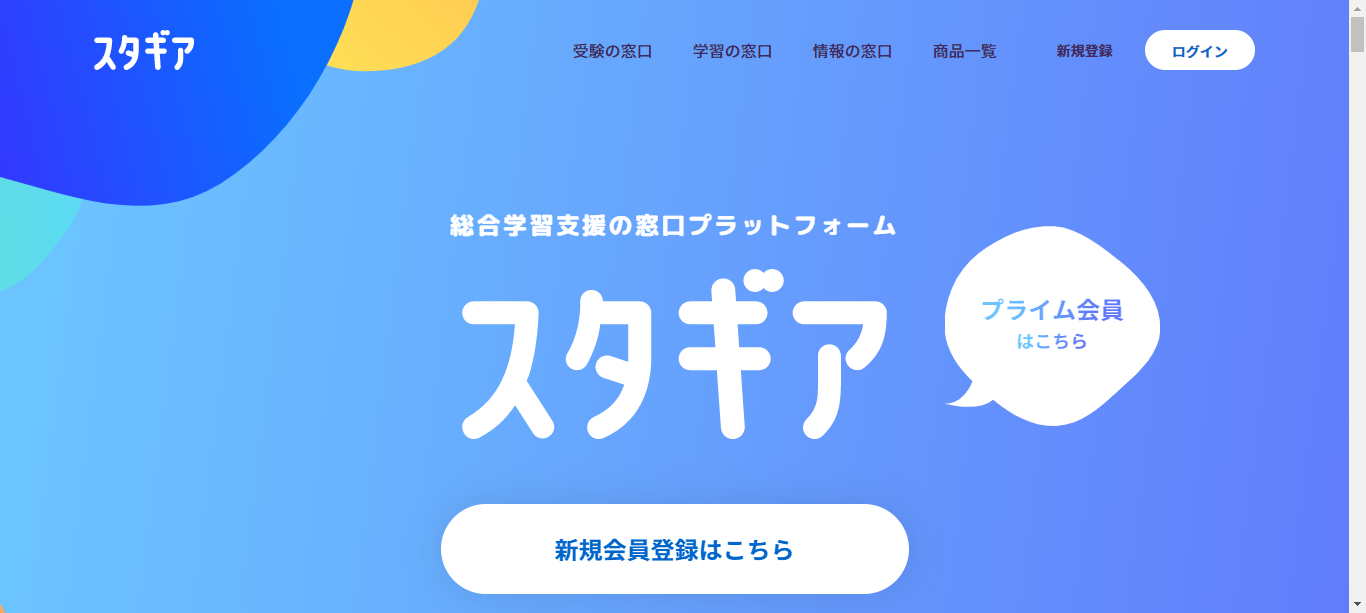 スタギア
受験の窓口 学習の窓口 情報の窓口 商品一覧 新規登録 ログイン
総合学習支援の窓口プラットフォーム
スタギア
プライム会員
はこちら
新規会員登録はこちら